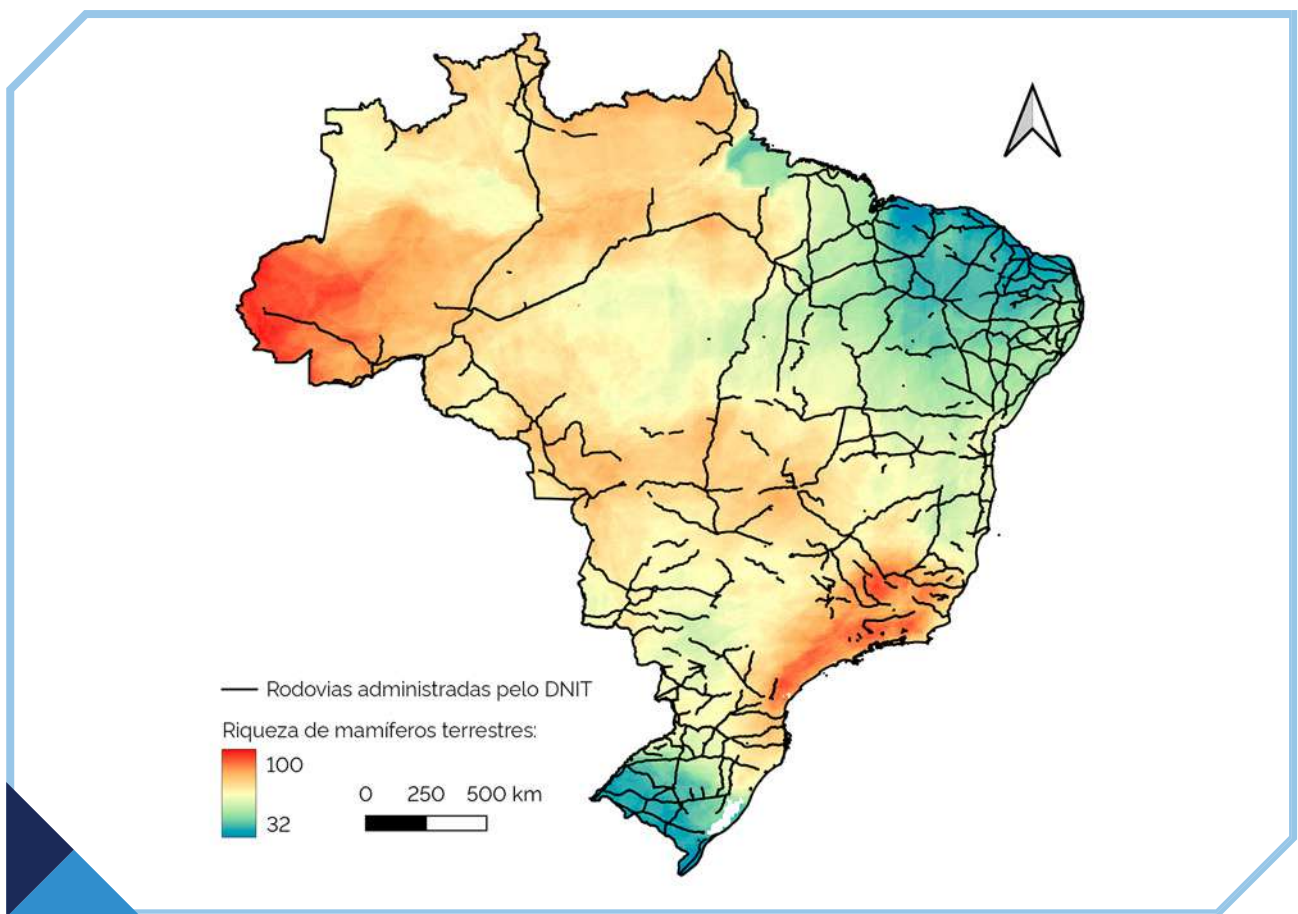 Rodovias administradas pelo DNIT
Riqueza de mamíferos terrestres:
100
32
0 250 500 km